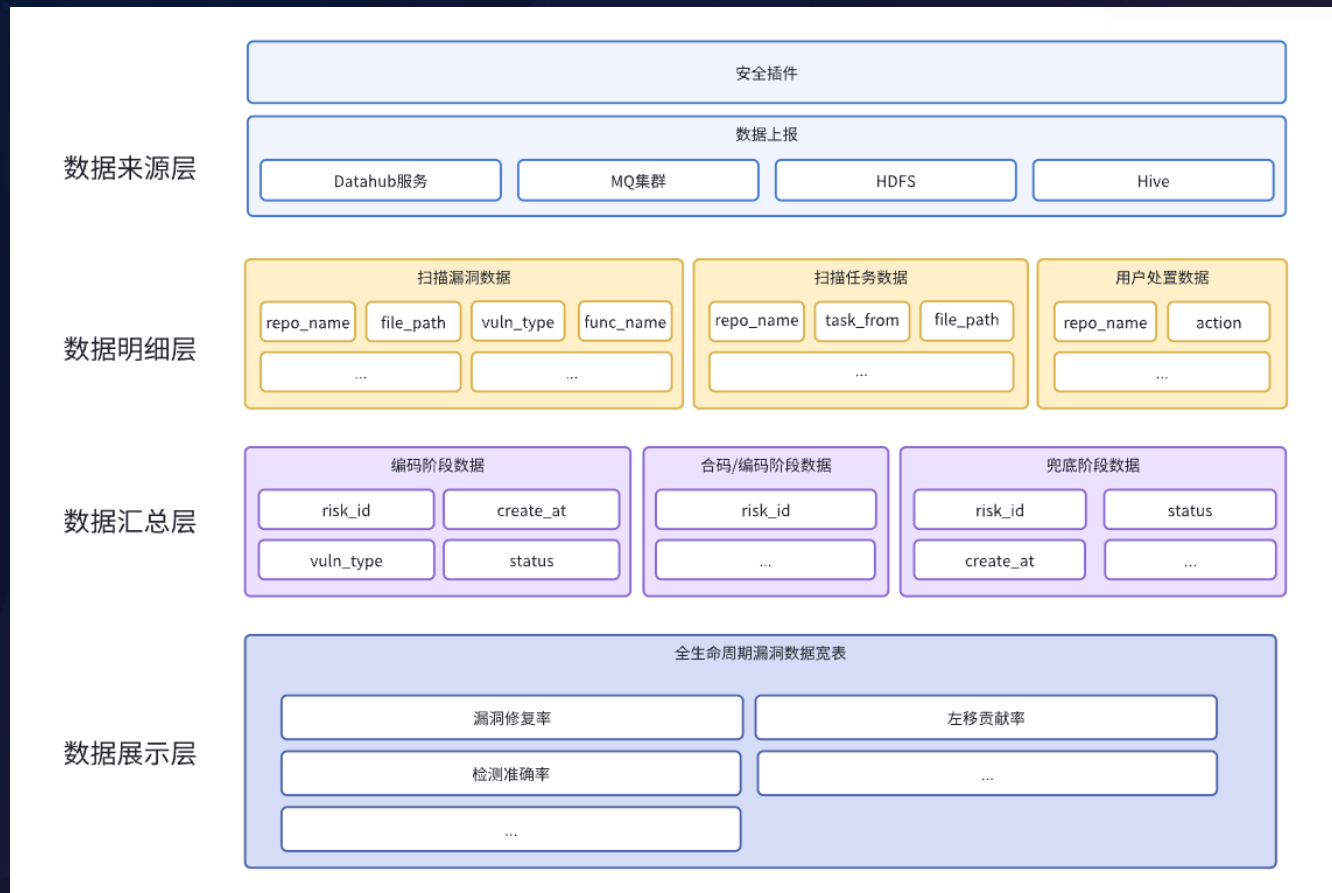 安全插件
数据来源层
数据上报
Datahub服务
MQ集群
HDFS
Hive
数据明细层
扫描漏洞数据
repo_name
file_path
vuln_type
func_name
...
...
扫描任务数据
repo_name
task_from
file_path
...
用户处置数据
repo_name
action
...
数据汇总层
编码阶段数据
risk_id
create_at
vuln_type
status
合码/编码阶段数据
risk_id
...
兜底阶段数据
risk_id
status
create_at
...
数据展示层
全生命周期漏洞数据宽表
漏洞修复率
左移贡献率
检测准确率
...
...